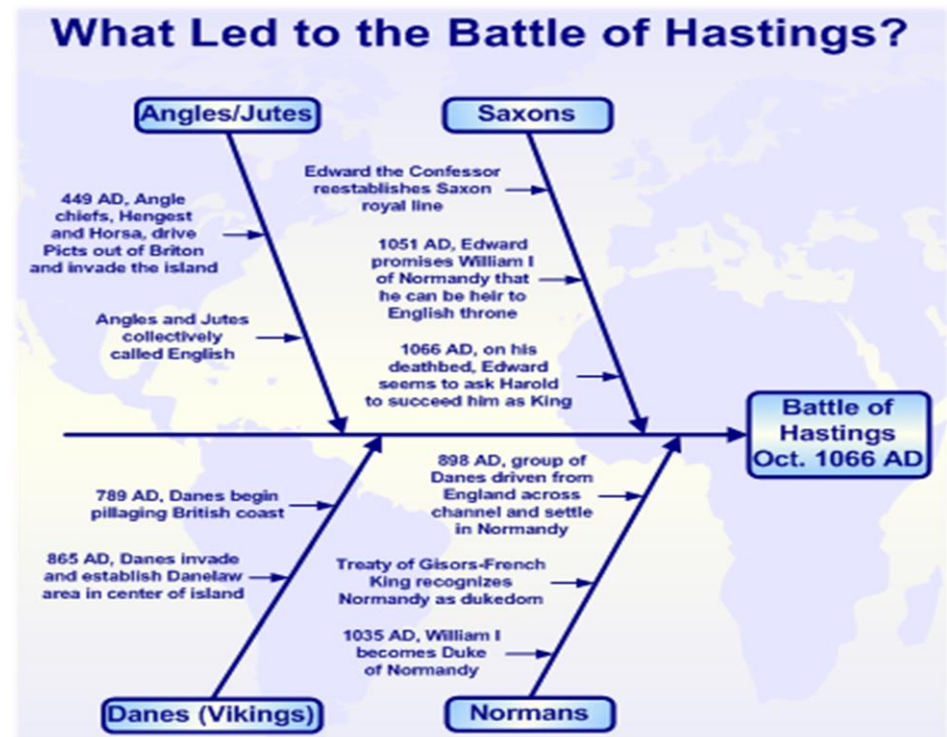 What Led to the Battle of Hastings?
Angles/Jutes
449 AD, Angle
chiefs, Hengest
and Horsa, drive
Picts out of Briton
and invade the island
Angles and Jutes
collectively
called English
Saxons
Edward the Confessor
reestablishes Saxon
royal line
1051 AD, Edward
promises William I
of Normandy that
he can be heir to
English throne
1066 AD, on his
deathbed, Edward
seems to ask Harold
to succeed him as King
Battle of
Hastings
Oct. 1066 AD
789 AD, Danes begin
pillaging British coast
865 AD, Danes invade
and establish Danelaw
area in center of island
Danes (Vikings)
898 AD, group of
Danes driven from
England across
channel and settle
in Normandy
Treaty of Gisors-French
King recognizes
Normandy as dukedom
1035 AD, William I
becomes Duke
of Normandy
Normans